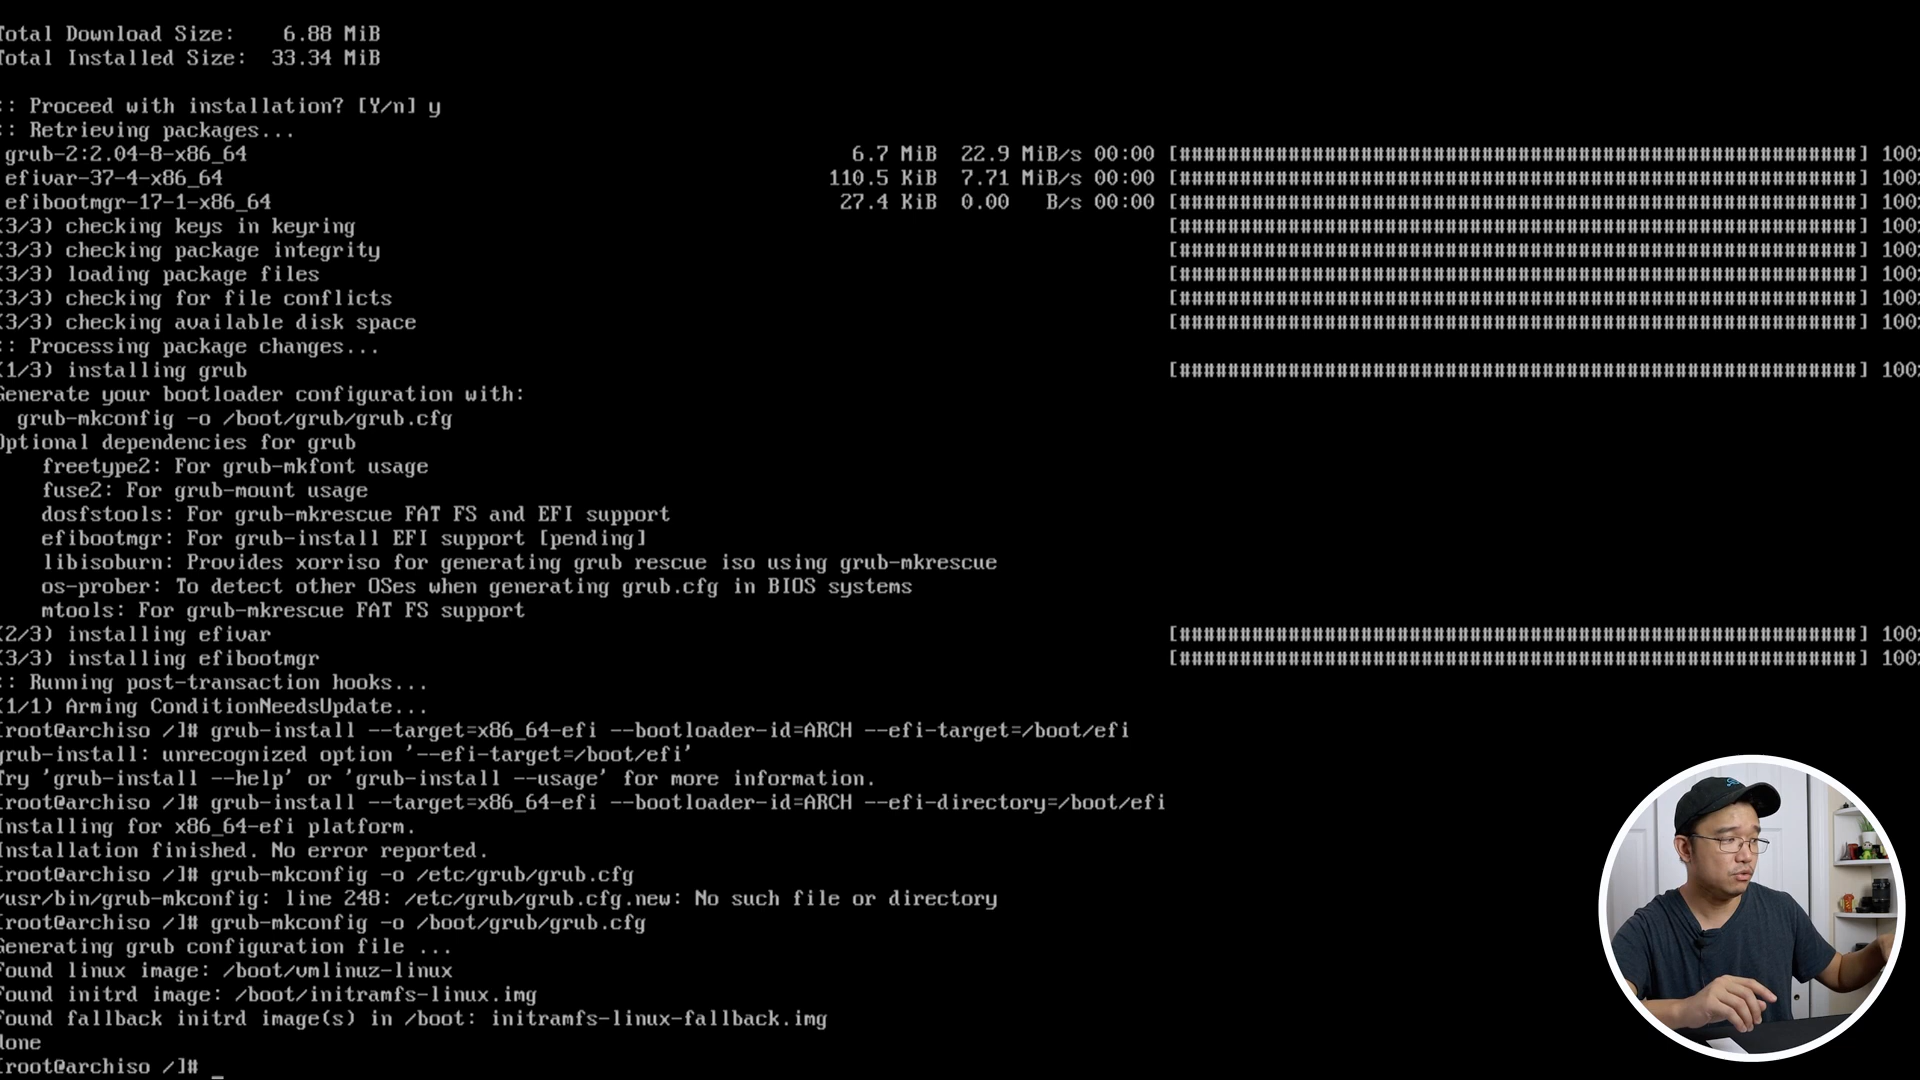 Total Download Size: 6.88 MiB
Total Installed Size: 33.34 MiB
:: Proceed with installation? [Y/n] y
:: Retrieving packages...
grub-2:2.04-8-x86_64 6.7 MiB 22.9 MiB/s 00:00 [########################################################] 100%
efivar-37-4-x86_64 110.5 KiB 7.71 MiB/s 00:00 [########################################################] 100%
efibootmgr-17-1-x86_64 27.4 KiB 0.00 B/s 00:00 [########################################################] 100%
(3/3) checking keys in keyring [########################################################] 100%
(3/3) checking package integrity [########################################################] 100%
(3/3) loading package files [########################################################] 100%
(3/3) checking for file conflicts [########################################################] 100%
(3/3) checking available disk space [########################################################] 100%
:: Processing package changes...
(1/3) installing grub [########################################################] 100%
Generate your bootloader configuration with:
grub-mkconfig -o /boot/grub/grub.cfg
Optional dependencies for grub
freetype2: For grub-mkfont usage
fuse2: For grub-mount usage
dosfstools: For grub-mkrescue FAT FS and EFI support
efibootmgr: For grub-install EFI support [pending]
libisoburn: Provides xorriso for generating grub rescue iso using grub-mkrescue
os-prober: To detect other OSes when generating grub.cfg in BIOS systems
mtools: For grub-mkrescue FAT FS support
(2/3) installing efivar [########################################################] 100%
(3/3) installing efibootmgr [########################################################] 100%
:: Running post-transaction hooks...
(1/1) Arming ConditionNeedsUpdate...
[root@archiso /]# grub-install --target=x86_64-efi --bootloader-id=ARCH --efi-target=/boot/efi
grub-install: unrecognized option '--efi-target=/boot/efi'
Try 'grub-install --help' or 'grub-install --usage' for more information.
[root@archiso /]# grub-install --target=x86_64-efi --bootloader-id=ARCH --efi-directory=/boot/efi
Installing for x86_64-efi platform.
Installation finished. No error reported.
[root@archiso /]# grub-mkconfig -o /etc/grub/grub.cfg
/usr/bin/grub-mkconfig: line 248: /etc/grub/grub.cfg.new: No such file or directory
[root@archiso /]# grub-mkconfig -o /boot/grub/grub.cfg
Generating grub configuration file ...
Found linux image: /boot/vmlinuz-linux
Found initrd image: /boot/initramfs-linux.img
Found fallback initrd image(s) in /boot: initramfs-linux-fallback.img
done
[root@archiso /]# _